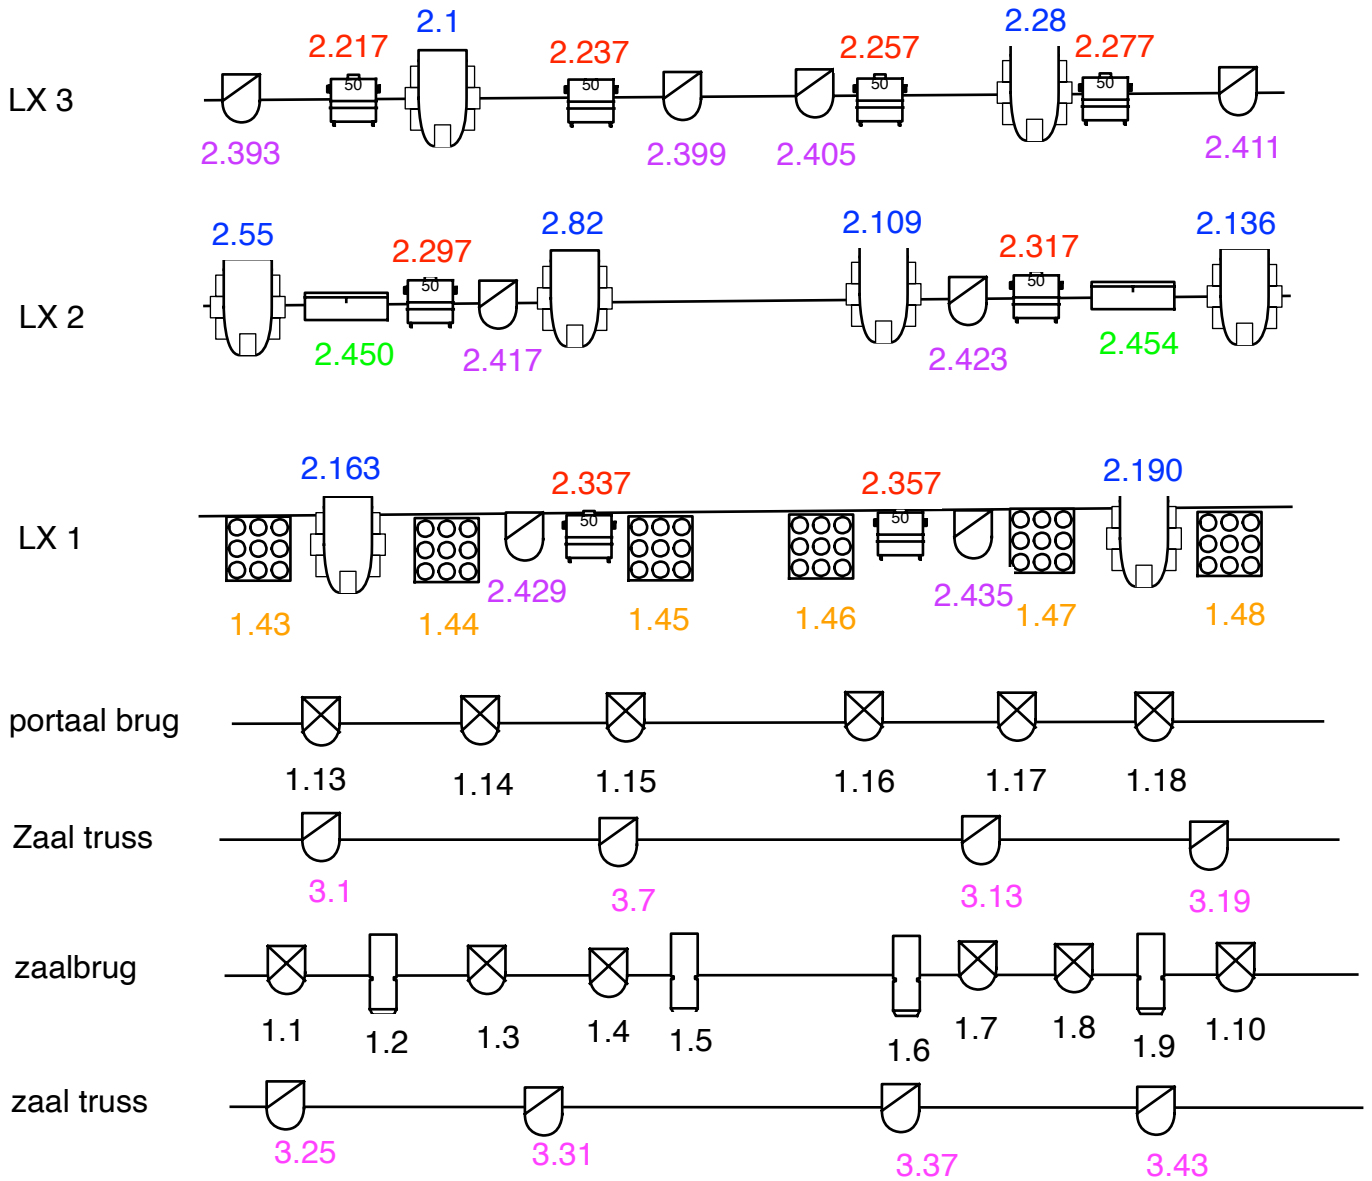 2.1 2.28
2.217 2.237 2.257 2.277
LX 3 50 50 50 50
2.393 2.399 2.405 2.411
2.55 2.82 2.109 2.136
2.297 2.317
LX 2 50 50
2.450 2.417 2.423 2.454
2.163 2.337 2.357 2.190
LX 1 50 50
2.429 2.435
1.43 1.44 1.45 1.46 1.47 1.48
portaal brug
1.13 1.14 1.15 1.16 1.17 1.18
Zaal truss
3.1 3.7 3.13 3.19
zaalbrug
1.1 1.2 1.3 1.4 1.5 1.6 1.7 1.8 1.9 1.10
zaal truss
3.25 3.31 3.37 3.43